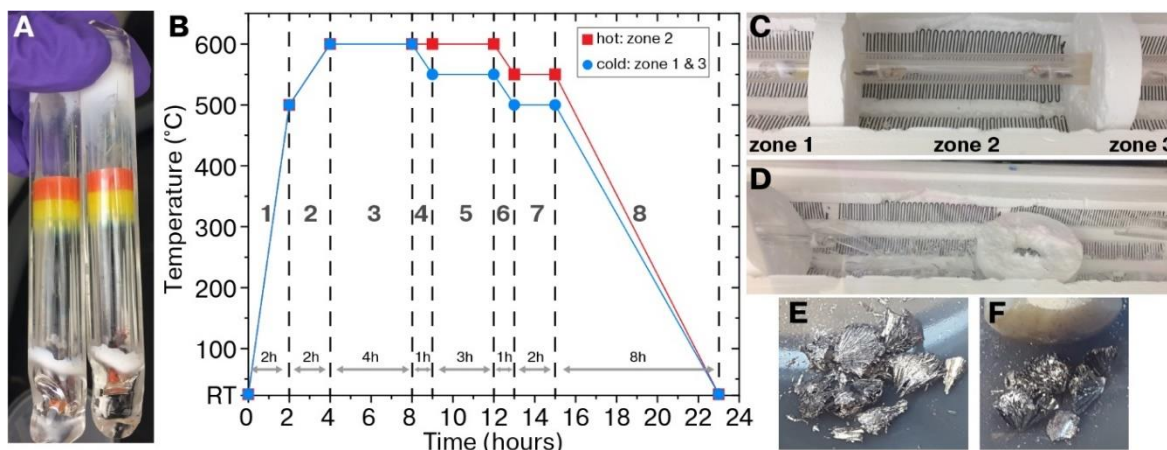 A
B
Temperature (°C)
600
500
400
300
200
100
RT
hot: zone 2
cold: zone 1 & 3
1 2 3 4 5 6 7 8
2h 2h 4h 1h 3h 1h 2h 8h
0 2 4 6 8 10 12 14 16 18 20 22 24
Time (hours)
C
zone 1 zone 2 zone 3
D
E
F